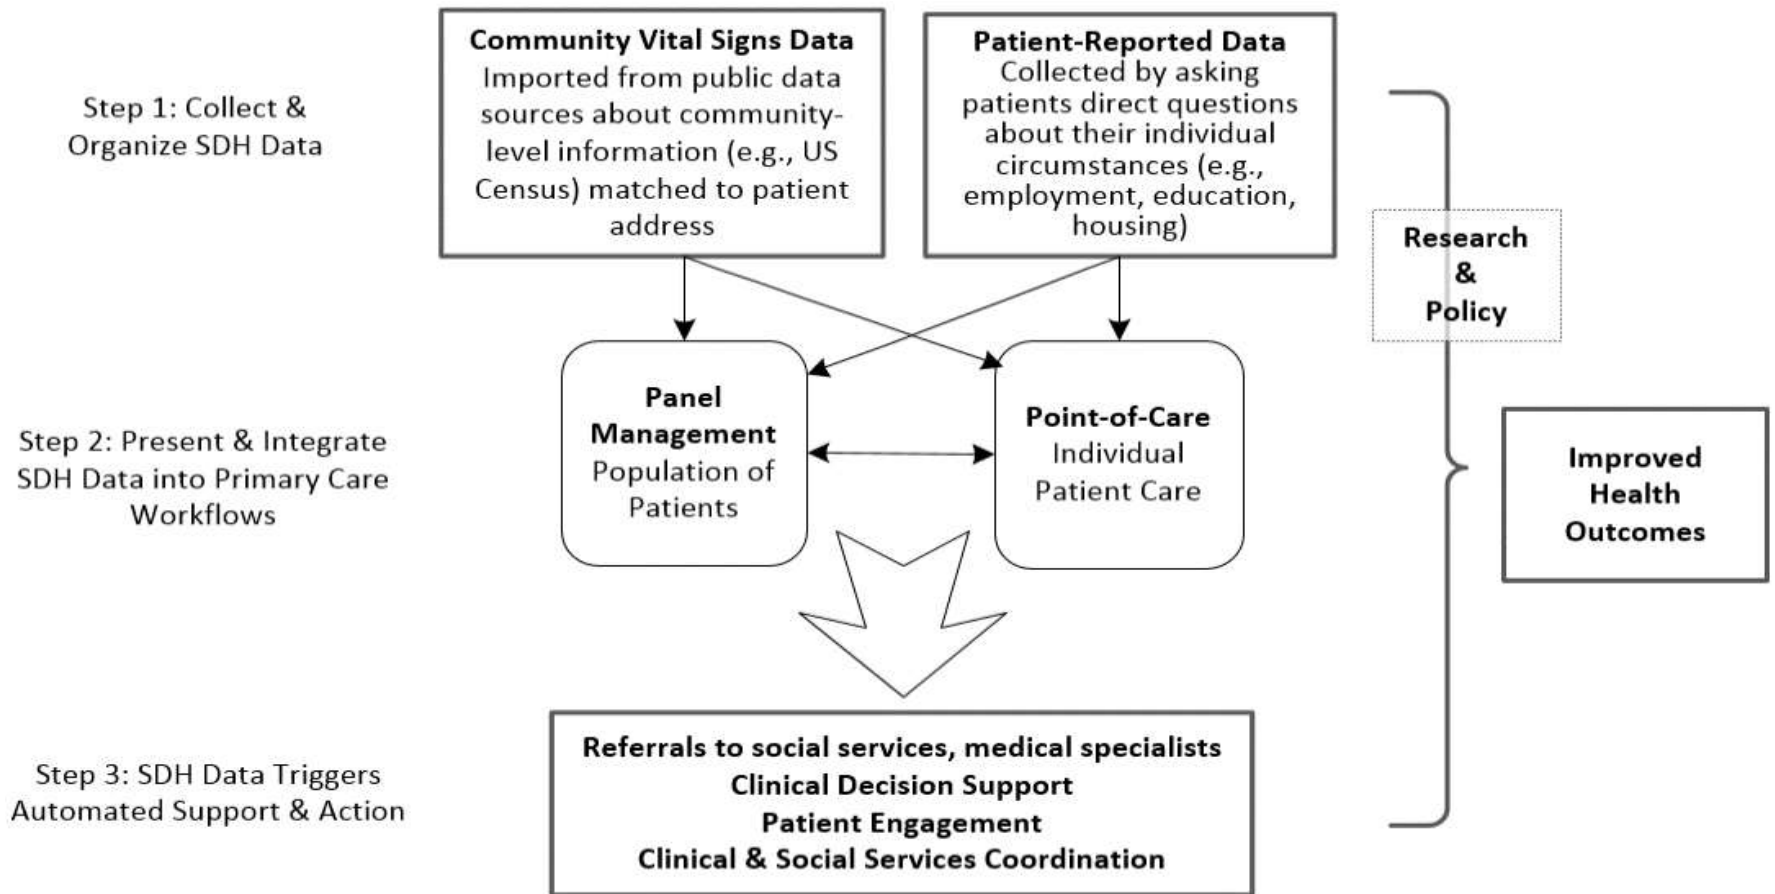 Step 1: Collect &
Organize SDH Data
Community Vital Signs Data
Imported from public data
sources about community-
level information (e.g., US
Census) matched to patient
address
Patient-Reported Data
Collected by asking
patients direct questions
about their individual
circumstances (e.g.,
employment, education,
housing)
Research
&
Policy
Step 2: Present & Integrate
SDH Data into Primary Care
Workflows
Panel
Management
Population of
Patients
Point-of-Care
Individual
Patient Care
Improved
Health
Outcomes
Step 3: SDH Data Triggers
Automated Support & Action
Referrals to social services, medical specialists
Clinical Decision Support
Patient Engagement
Clinical & Social Services Coordination